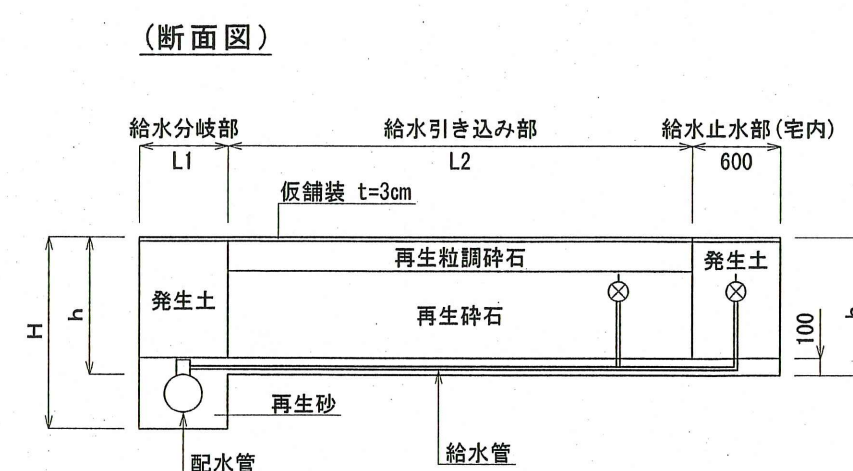 (断面図)
給水分岐部 給水引き込み部 給水止水部(宅内)
L1 L2 600
仮舗装 t=3cm
再生粒調砕石
発生土
発生土
再生砕石
H
h
100
再生砂
給水管
配水管